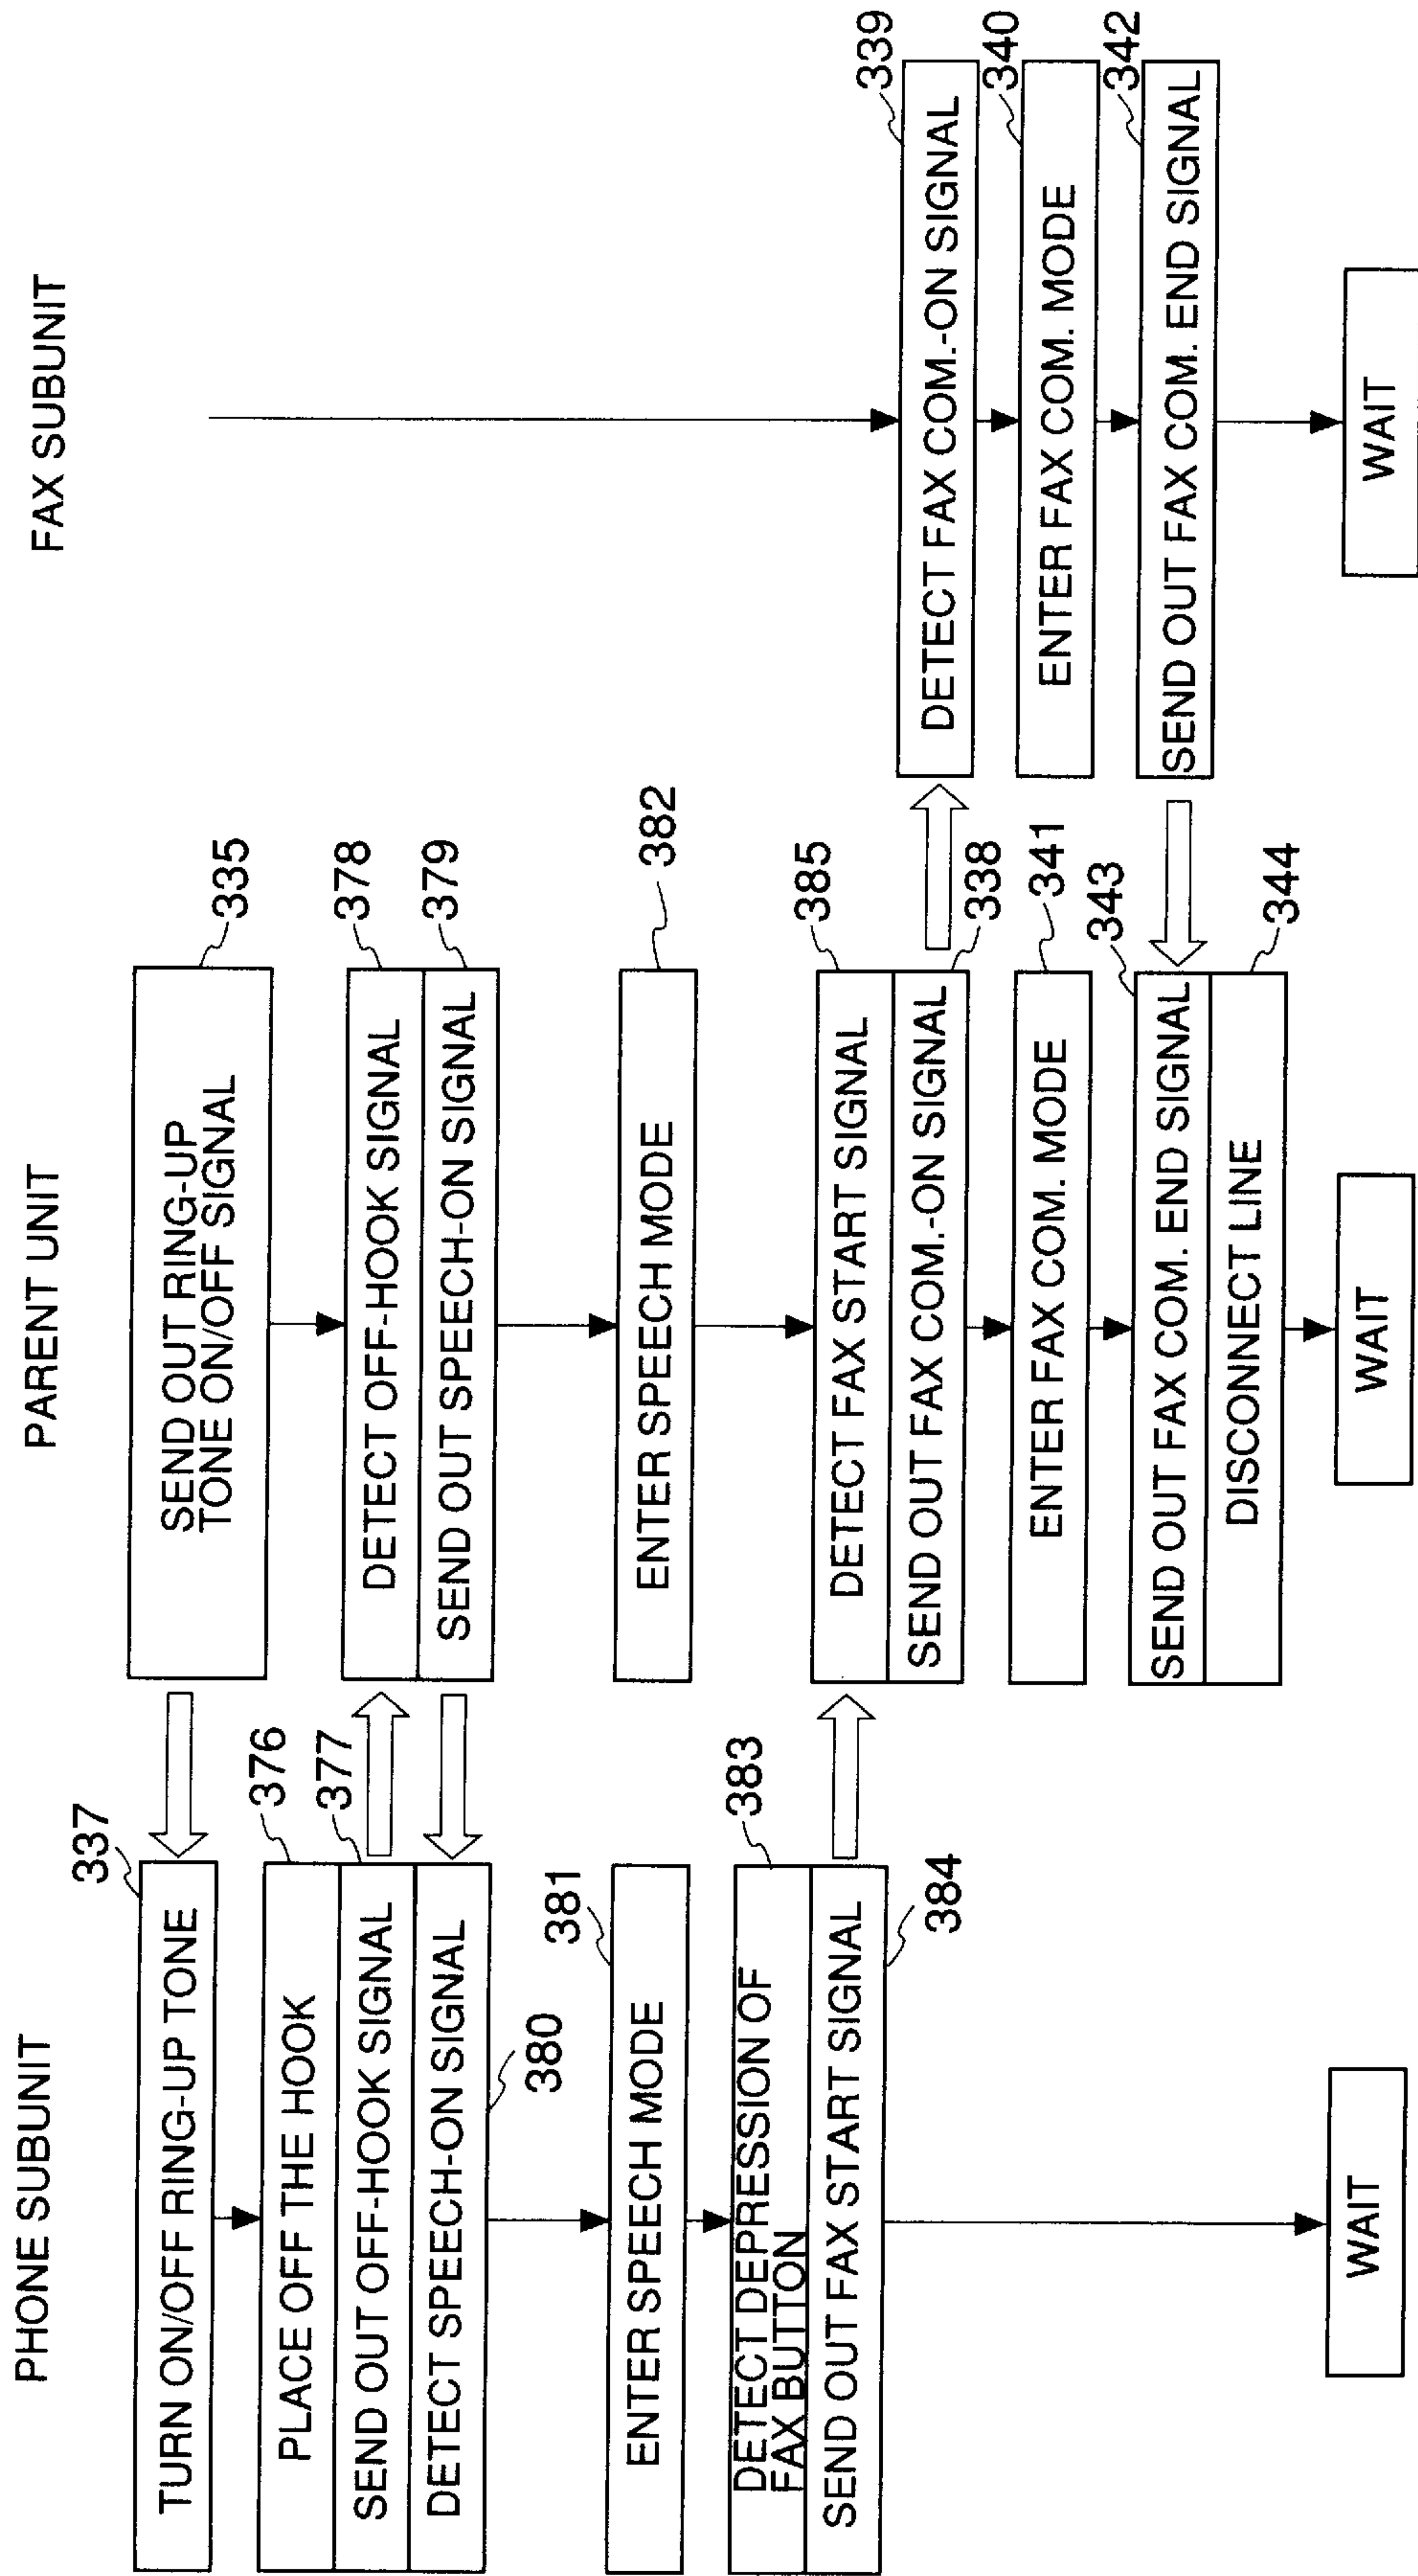 PHONE SUBUNIT
PARENT UNIT
FAX SUBUNIT
337
TURN ON/OFF RING-UP TONE
376
PLACE OFF THE HOOK
377
SEND OUT OFF-HOOK SIGNAL
DETECT SPEECH-ON SIGNAL
380
381
ENTER SPEECH MODE
383
DETECT DEPRESSION OF
FAX BUTTON
SEND OUT FAX START SIGNAL
384
WAIT
335
SEND OUT RING-UP
TONE ON/OFF SIGNAL
378
DETECT OFF-HOOK SIGNAL
379
SEND OUT SPEECH-ON SIGNAL
382
ENTER SPEECH MODE
385
DETECT FAX START SIGNAL
338
SEND OUT FAX COM.-ON SIGNAL
341
ENTER FAX COM. MODE
343
SEND OUT FAX COM. END SIGNAL
344
DISCONNECT LINE
WAIT
339
DETECT FAX COM.-ON SIGNAL
340
ENTER FAX COM. MODE
342
SEND OUT FAX COM. END SIGNAL
WAIT